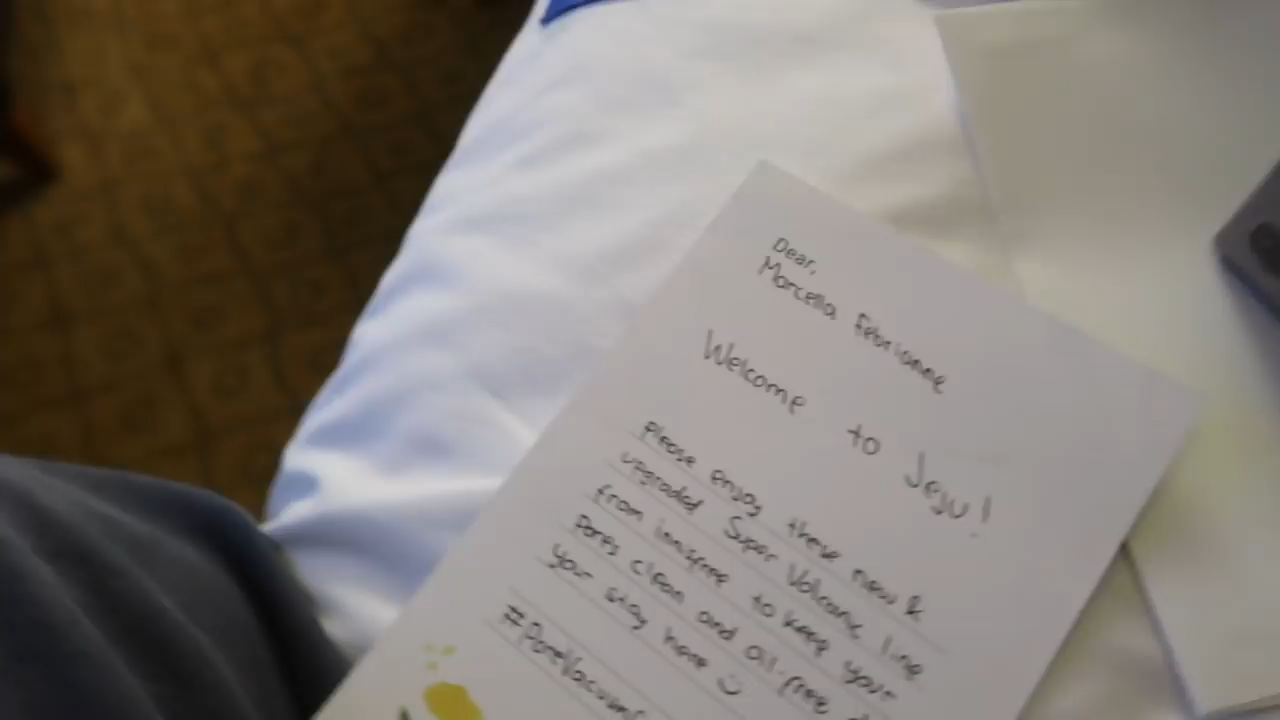 Dear,
Marcella Febrianne
Welcome to Jeju!
Please enjoy these new &
upgraded Super Volcanic line
from innisfree to keep your
pores clean and oil-free
your stay here